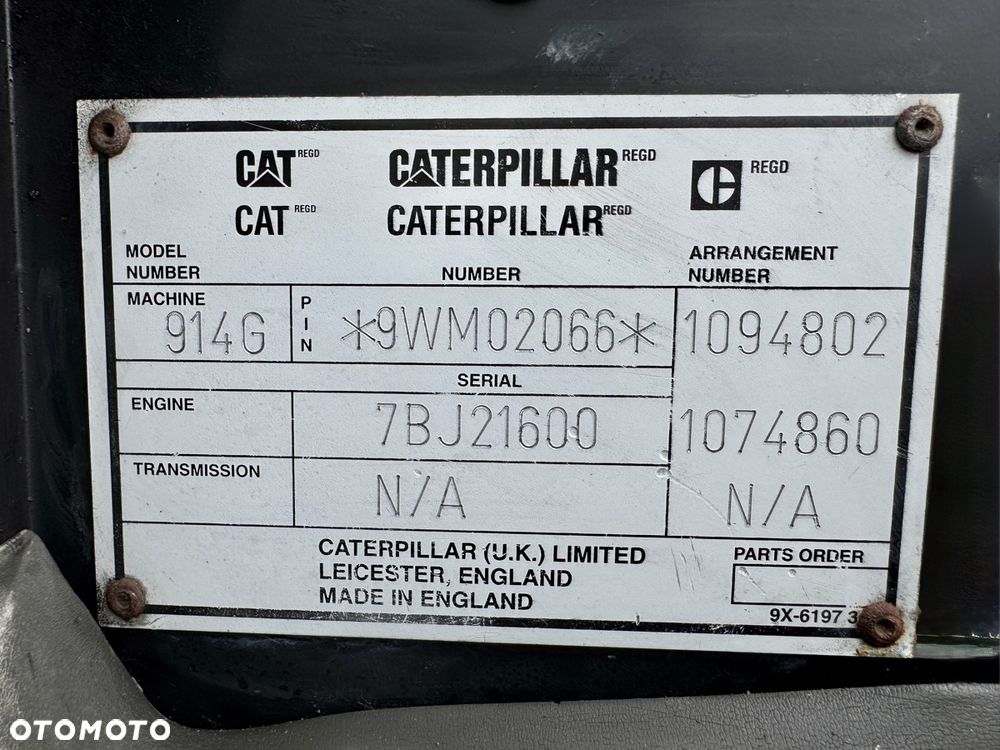 CAT REGD CATERPILLAR REGD C REGD
CAT REGD CATERPILLAR REGD
MODEL NUMBER NUMBER ARRANGEMENT NUMBER
MACHINE 914G PIN *9WM02066* 1094802
SERIAL
ENGINE 7BJ21600 1074860
TRANSMISSION N/A N/A
CATERPILLAR (U.K.) LIMITED PARTS ORDER
LEICESTER, ENGLAND
MADE IN ENGLAND
9X-6197 3
OTOMOTO